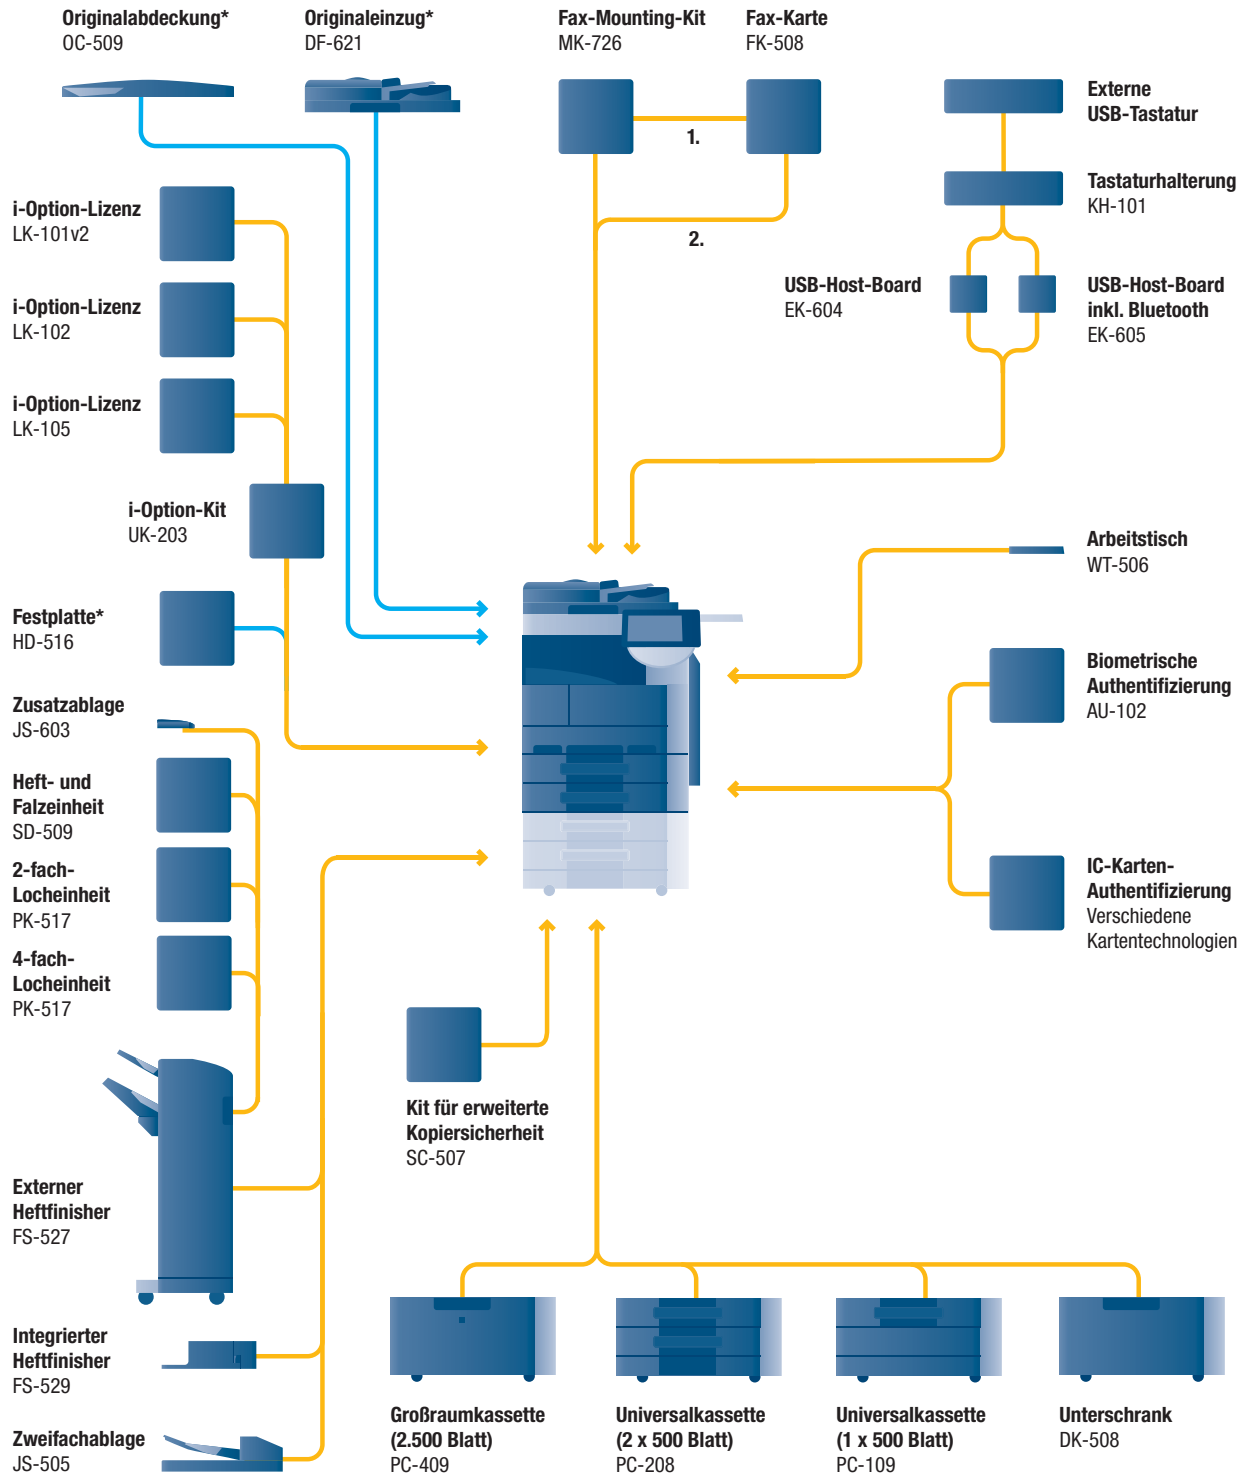 Originalabdeckung*
OC-509
Originaleinzug*
DF-621
Fax-Mounting-Kit
MK-726
Fax-Karte
FK-508
1.
2.
Externe
USB-Tastatur
Tastaturhalterung
KH-101
USB-Host-Board
EK-604
USB-Host-Board
inkl. Bluetooth
EK-605
i-Option-Lizenz
LK-101v2
i-Option-Lizenz
LK-102
i-Option-Lizenz
LK-105
i-Option-Kit
UK-203
Festplatte*
HD-516
Arbeitstisch
WT-506
Biometrische
Authentifizierung
AU-102
IC-Karten-
Authentifizierung
Verschiedene
Kartentechnologien
Zusatzablage
JS-603
Heft- und
Falzeinheit
SD-509
2-fach-
Locheinheit
PK-517
4-fach-
Locheinheit
PK-517
Externer
Heftfinisher
FS-527
Integrierter
Heftfinisher
FS-529
Zweifachablage
JS-505
Kit für erweiterte
Kopiersicherheit
SC-507
Großraumkassette
(2.500 Blatt)
PC-409
Universalkassette
(2 x 500 Blatt)
PC-208
Universalkassette
(1 x 500 Blatt)
PC-109
Unterschrank
DK-508